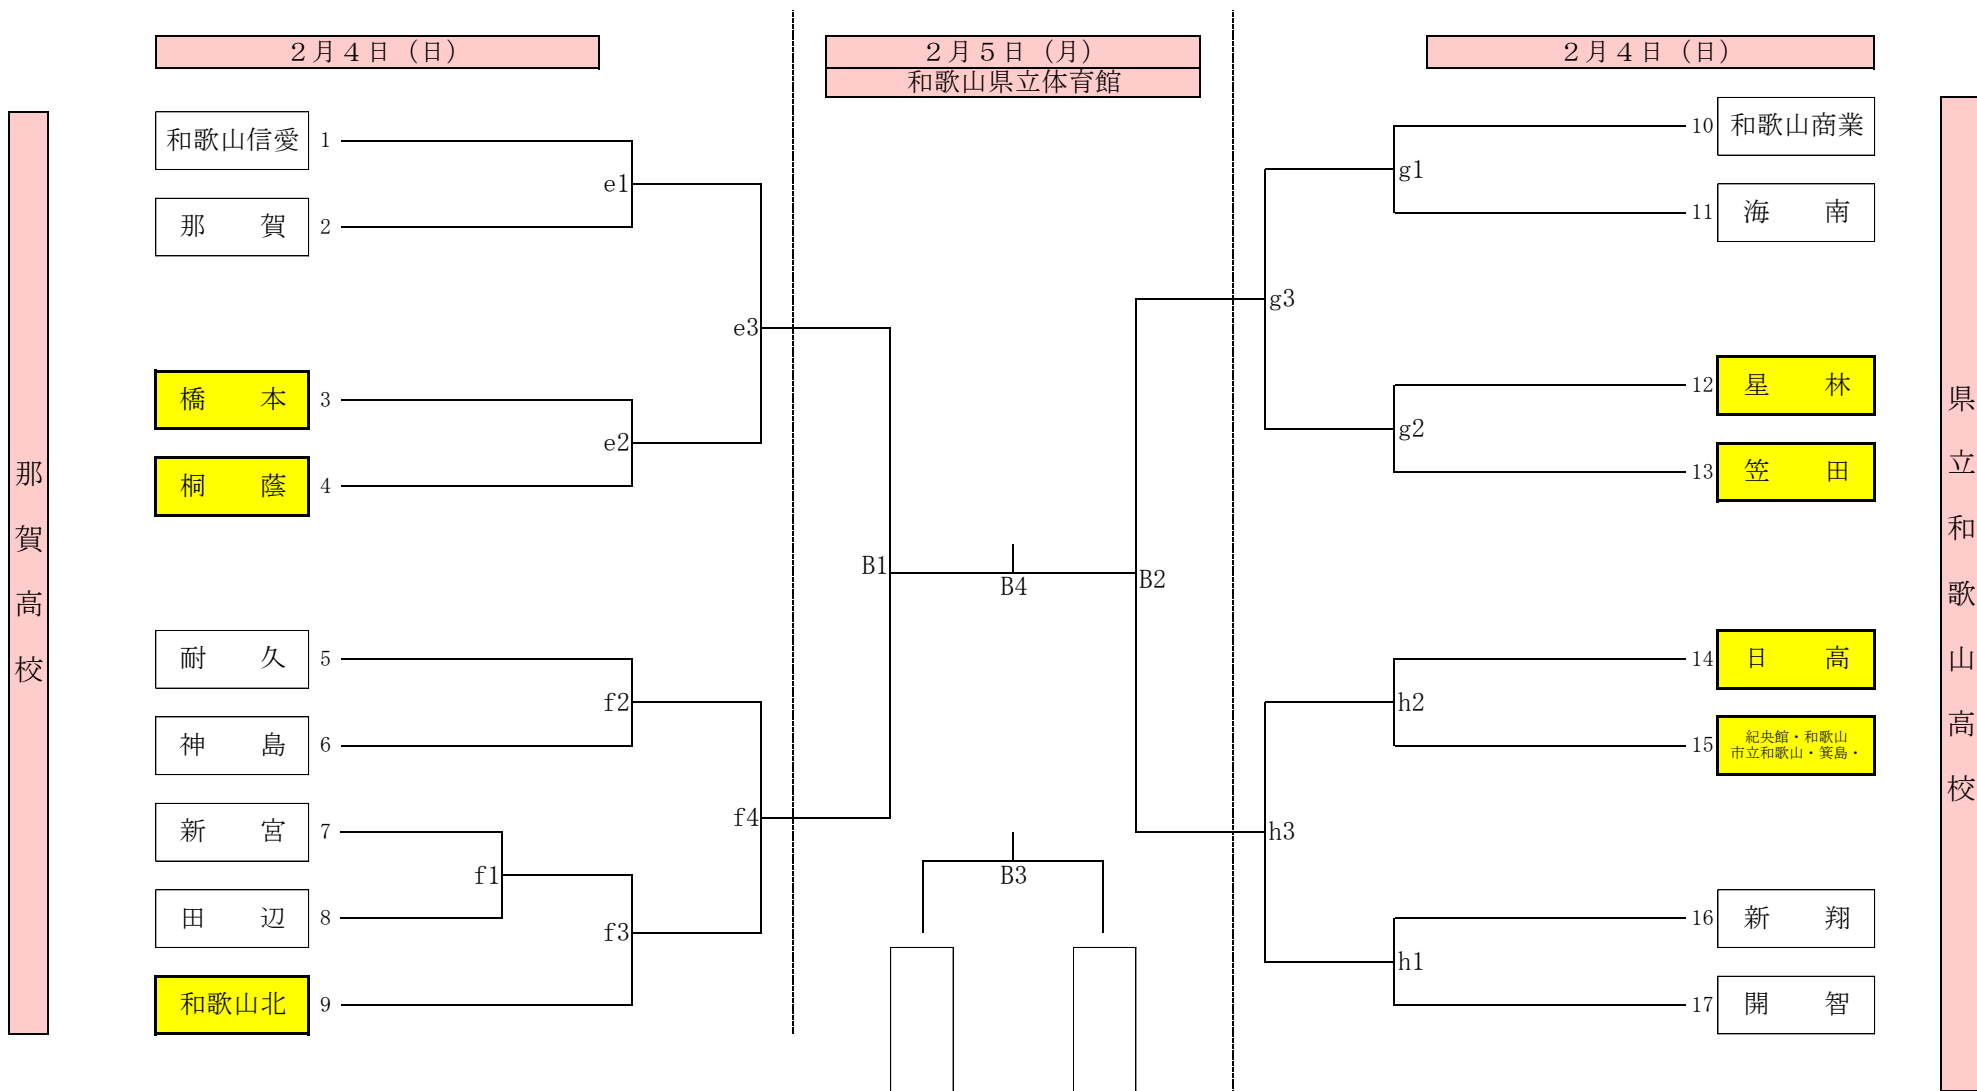 ２月４日（日）
２月５日（月）
和歌山県立体育館
２月４日（日）
那賀高校
和歌山信愛 1
那　賀 2
橋　本 3
桐　蔭 4
耐　久 5
神　島 6
新　宮 7
田　辺 8
和歌山北 9
e1
e2
e3
f1
f2
f3
f4
B1
B4
B2
B3
g1
g3
g2
h2
h3
h1
10 和歌山商業
11 海　南
12 星　林
13 笠　田
14 日　高
15 紀央館・和歌山
市立和歌山・箕島・
16 新　翔
17 開　智
県立和歌山高校